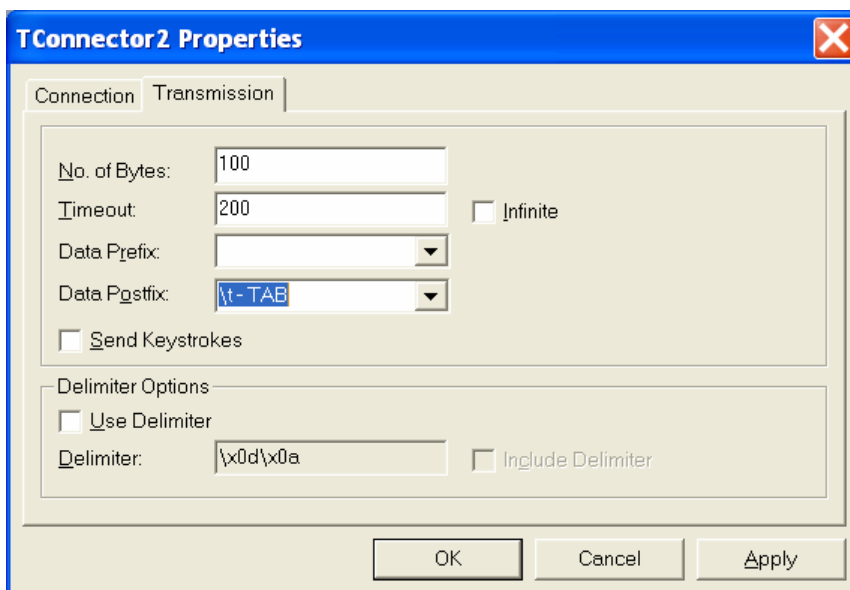 TConnector2 Properties
Connection Transmission
No. of Bytes: 100
Timeout: 200 Infinite
Data Prefix:
Data Postfix: \t - TAB
Send Keystrokes
Delimiter Options
Use Delimiter
Delimiter: \x0d\x0a Include Delimiter
OK Cancel Apply